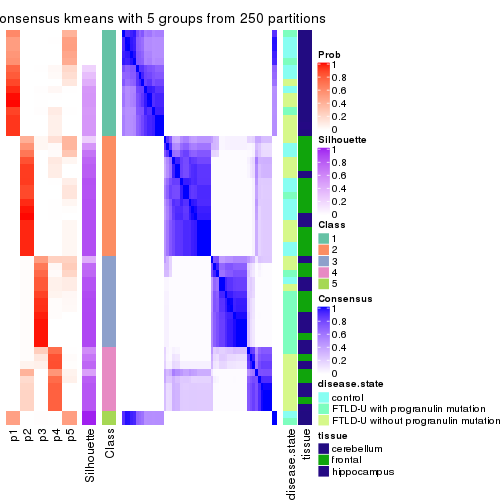 onsensus kmeans with 5 groups from 250 partitions
Prob
1
0.8
0.6
0.4
0.2
0
Silhouette
1
0.8
0.6
0.4
0.2
0
Class
1
2
3
4
5
Consensus
1
0.8
0.6
0.4
0.2
0
disease.state
control
FTLD-U with progranulin mutation
FTLD-U without progranulin mutation
tissue
cerebellum
frontal
hippocampus
p1
p2
p3
p4
p5
Silhouette
Class
disease.state
tissue